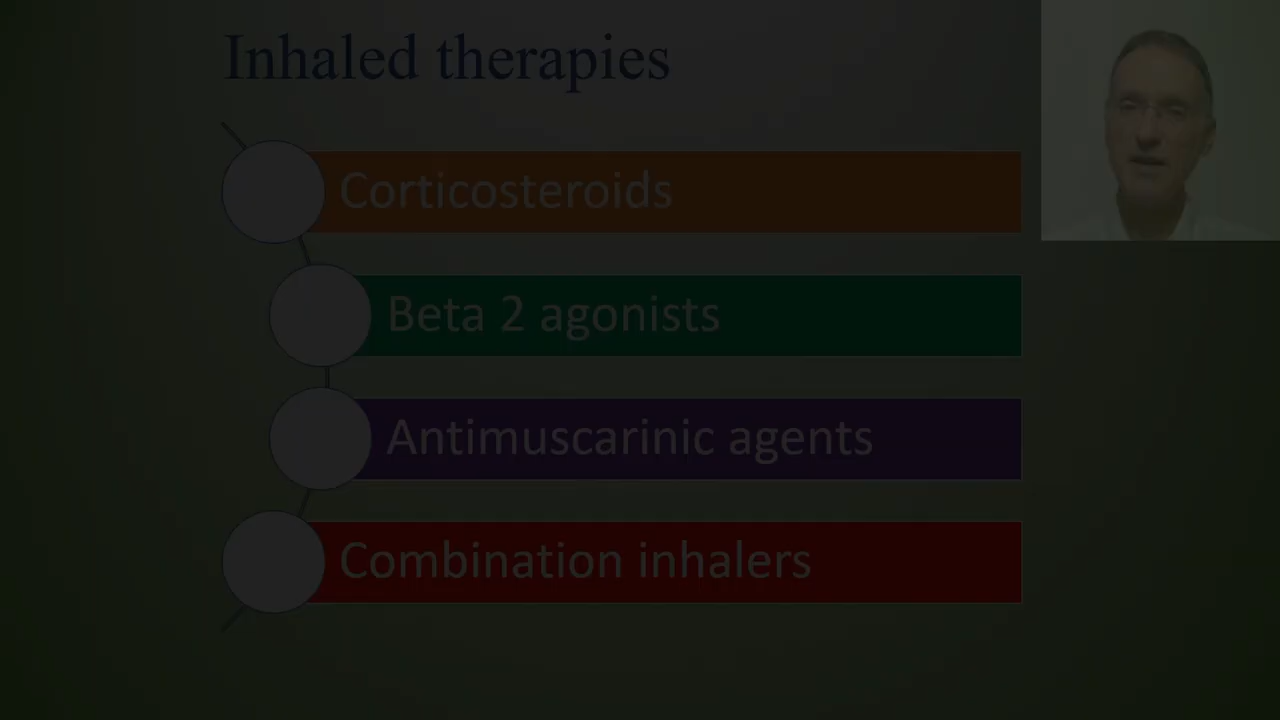 Inhaled therapies
Corticosteroids
Beta 2 agonists
Antimuscarinic agents
Combination inhalers